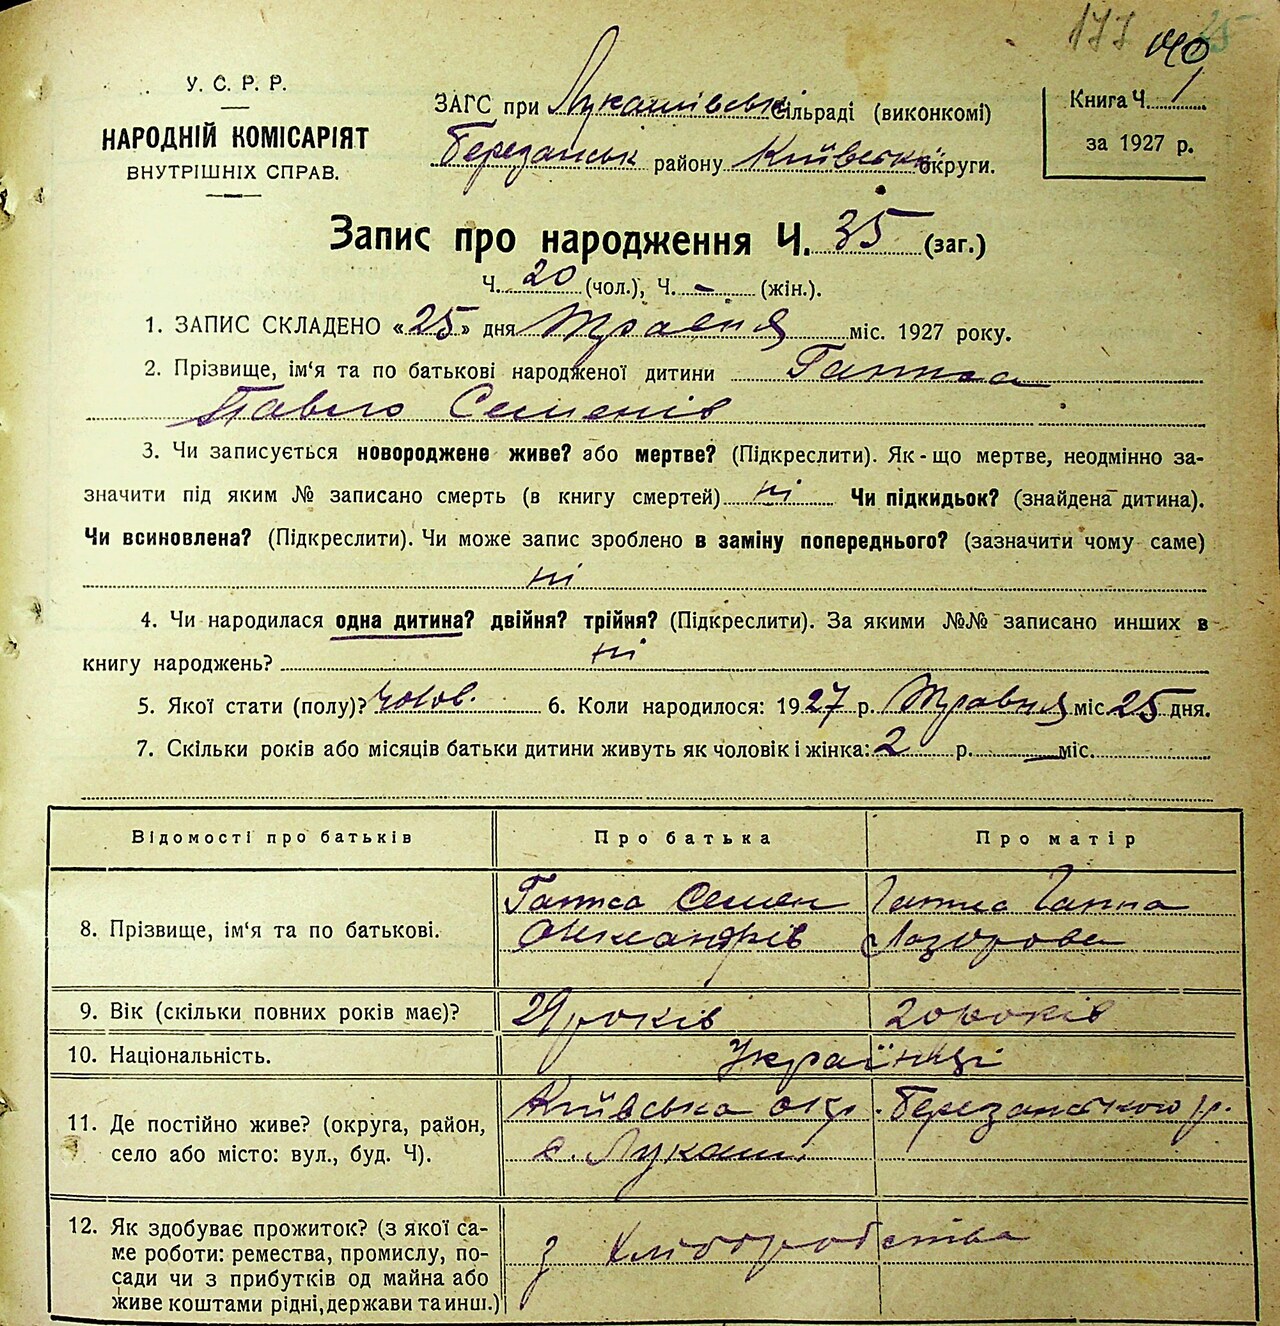 177 25
У. С. Р. Р.
НАРОДНІЙ КОМІСАРІЯТ
ВНУТРІШНІХ СПРАВ.
ЗАГС при Лукашівські Сільраді (виконкомі)
Березанськ району Київської округи.
Книга Ч. 1
за 1927 р.
Запис про народження Ч. 35 (заг.)
Ч. 20 (чол.), Ч. - (жін.).
1. ЗАПИС СКЛАДЕНО «25» дня Травня міс. 1927 року.
2. Прізвище, ім'я та по батькові народженої дитини
Павло Семенів
3. Чи записується новороджене живе? або мертве? (Підкреслити). Як-що мертве, неодмінно за-
значити під яким № записано смерть (в книгу смертей) ні Чи підкидьок? (знайдена дитина).
Чи всиновлена? (Підкреслити). Чи може запис зроблено в заміну попереднього? (зазначити чому саме)
ні
4. Чи народилася одна дитина? двійня? трійня? (Підкреслити). За якими №№ записано инших в
книгу народжень? ні
5. Якої стати (полу)? чолов. 6. Коли народилося: 1927 р. Травня міс. 25 дня.
7. Скільки років або місяців батьки дитини живуть як чоловік і жінка: 2 р. — міс.
Відомості про батьків Про батька Про матір
8. Прізвище, ім'я та по батькові. Семен Ганна
Олександрів Лазорова
9. Вік (скільки повних років має)? 29 років 20 років
10. Національність. Українці
11. Де постійно живе? (округа, район, Київська окр. Березанського р.
село або місто: вул., буд. Ч). с. Лукаші
12. Як здобуває прожиток? (з якої са-
ме роботи: ремества, промислу, по- з хліборобства
сади чи з прибутків од майна або
живе коштами рідні, держави та инш.)